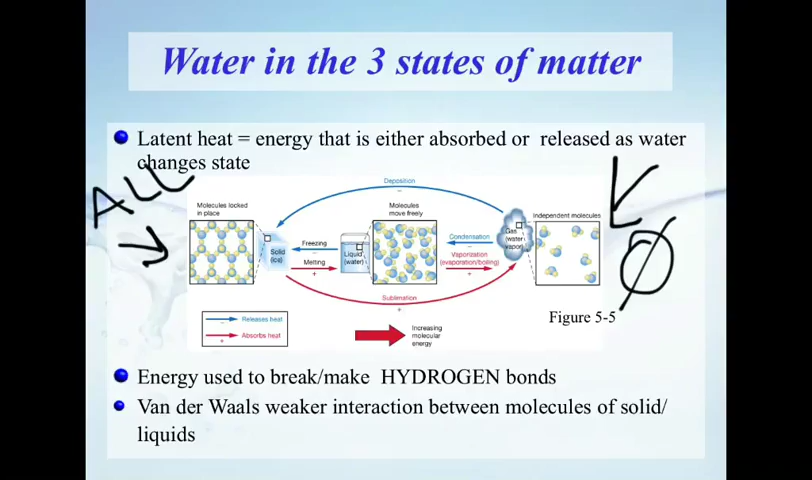 Water in the 3 states of matter
Latent heat = energy that is either absorbed or released as water
changes state
ALL
Deposition
−
Molecules locked
in place
Molecules
move freely
Independent molecules
Freezing
−
Melting
+
Solid
(ice)
Liquid
(water)
Condensation
−
Vaporization
(evaporation/boiling)
+
Gas
(water
vapor)
Sublimation
+
− Releases heat
+ Absorbs heat
Increasing
molecular
energy
Figure 5-5
Energy used to break/make HYDROGEN bonds
Van der Waals weaker interaction between molecules of solid/
liquids